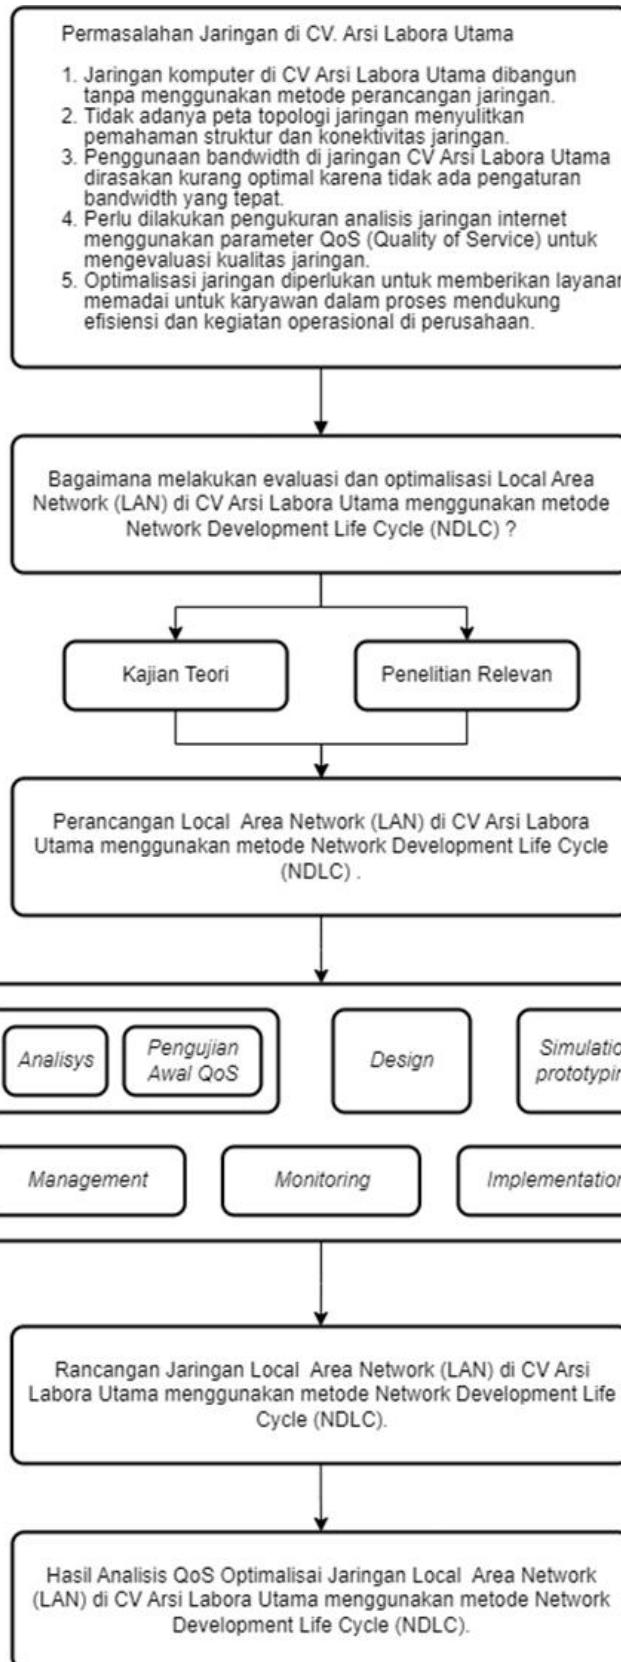 Permasalahan Jaringan di CV. Arsi Labora Utama
1. Jaringan komputer di CV Arsi Labora Utama dibangun
tanpa menggunakan metode perancangan jaringan.
2. Tidak adanya peta topologi jaringan menyulitkan
pemahaman struktur dan konektivitas jaringan.
3. Penggunaan bandwidth di jaringan CV Arsi Labora Utama
dirasakan kurang optimal karena tidak ada pengaturan
bandwidth yang tepat.
4. Perlu dilakukan pengukuran analisis jaringan internet
menggunakan parameter QoS (Quality of Service) untuk
mengevaluasi kualitas jaringan.
5. Optimalisasi jaringan diperlukan untuk memberikan layanan
memadai untuk karyawan dalam proses mendukung
efisiensi dan kegiatan operasional di perusahaan.
Bagaimana melakukan evaluasi dan optimalisasi Local Area
Network (LAN) di CV Arsi Labora Utama menggunakan metode
Network Development Life Cycle (NDLC) ?
Kajian Teori
Penelitian Relevan
Perancangan Local Area Network (LAN) di CV Arsi Labora
Utama menggunakan metode Network Development Life Cycle
(NDLC) .
Analisys
Pengujian
Awal QoS
Design
Simulatio
prototypin
Management
Monitoring
Implementation
Rancangan Jaringan Local Area Network (LAN) di CV Arsi
Labora Utama menggunakan metode Network Development Life
Cycle (NDLC).
Hasil Analisis QoS Optimalisai Jaringan Local Area Network
(LAN) di CV Arsi Labora Utama menggunakan metode Network
Development Life Cycle (NDLC).